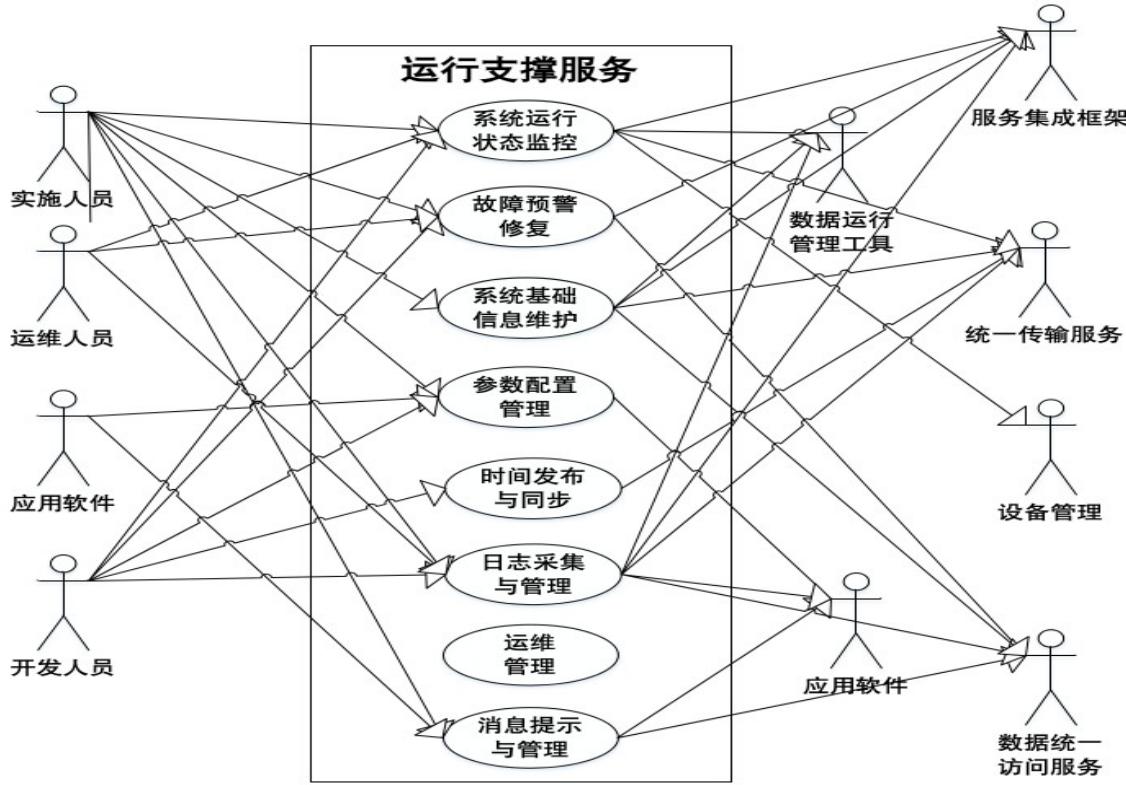 运行支撑服务
实施人员
运维人员
应用软件
开发人员
系统运行
状态监控
故障预警
修复
系统基础
信息维护
参数配置
管理
时间发布
与同步
日志采集
与管理
运维
管理
消息提示
与管理
服务集成框架
数据运行
管理工具
统一传输服务
设备管理
应用软件
数据统一
访问服务